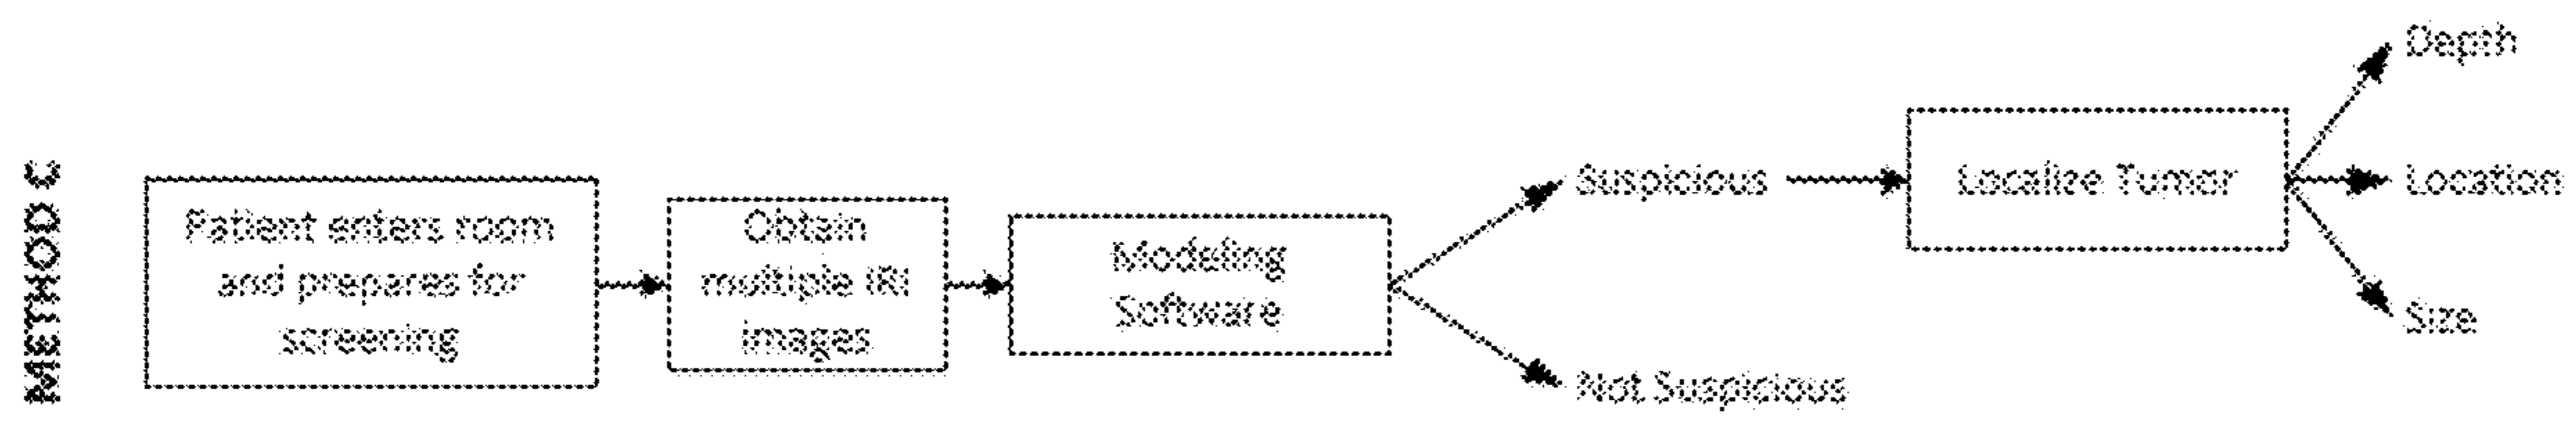 METHOD C
Patient enters room
and prepares for
screening
Obtain
multiple IRI
images
Modeling
Software
Suspicious
Not Suspicious
Localize Tumor
Depth
Location
Size